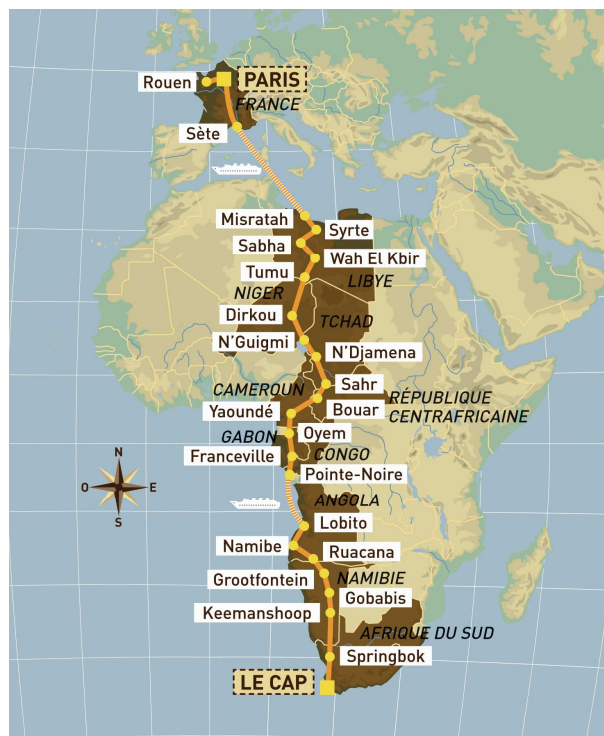 Rouen
PARIS
FRANCE
Sète
Misratah
Syrte
Sabha
Wah El Kbir
Tumu
LIBYE
NIGER
Dirkou
TCHAD
N'Guigmi
N'Djamena
CAMEROUN
Sahr
RÉPUBLIQUE
CENTRAFRICAINE
Yaoundé
Bouar
GABON
Oyem
Franceville
CONGO
Pointe-Noire
N
O
E
S
ANGOLA
Lobito
Namibe
Ruacana
Grootfontein
NAMIBIE
Gobabis
Keemanshoop
AFRIQUE DU SUD
Springbok
LE CAP